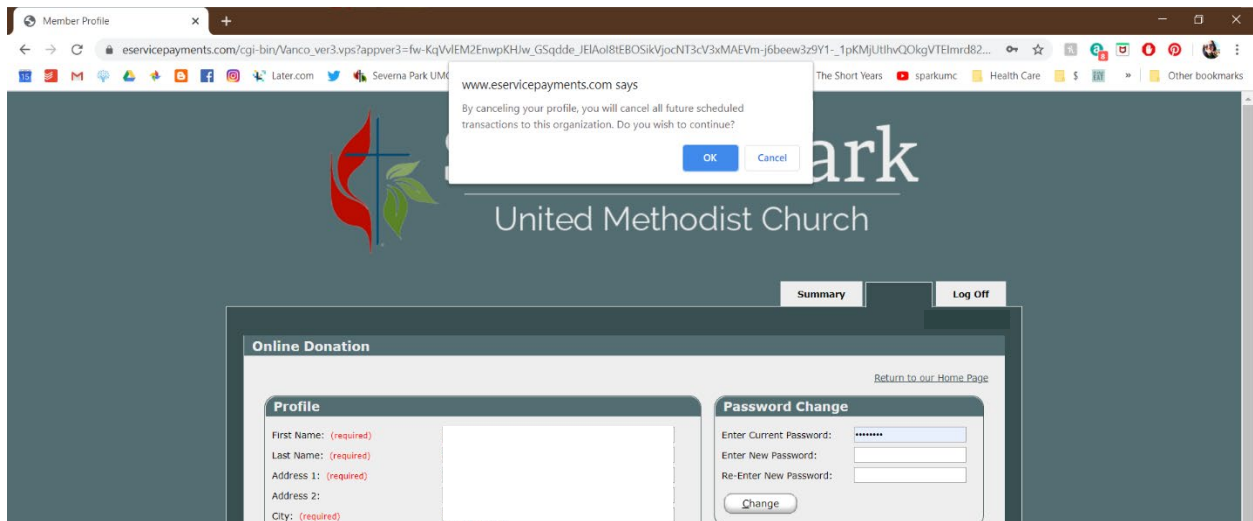 Member Profile
eservicepayments.com/cgi-bin/Vanco_ver3.vps?appver3=fw-KqVvlEM2EnwpKHJw_GSqdde_JElAoI8tEBOSikVjocNT3cV3xMAEVm-j6beew3z9Y1-_1pKMjUtIhvQOkgVTElmrd82...
Later.com Severna Park UMC The Short Years sparkumc Health Care $ » Other bookmarks
www.eservicepayments.com says
By canceling your profile, you will cancel all future scheduled
transactions to this organization. Do you wish to continue?
OK Cancel
ark
United Methodist Church
Summary Log Off
Online Donation
Return to our Home Page
Profile
First Name: (required)
Last Name: (required)
Address 1: (required)
Address 2:
City: (required)
Password Change
Enter Current Password:
Enter New Password:
Re-Enter New Password:
Change